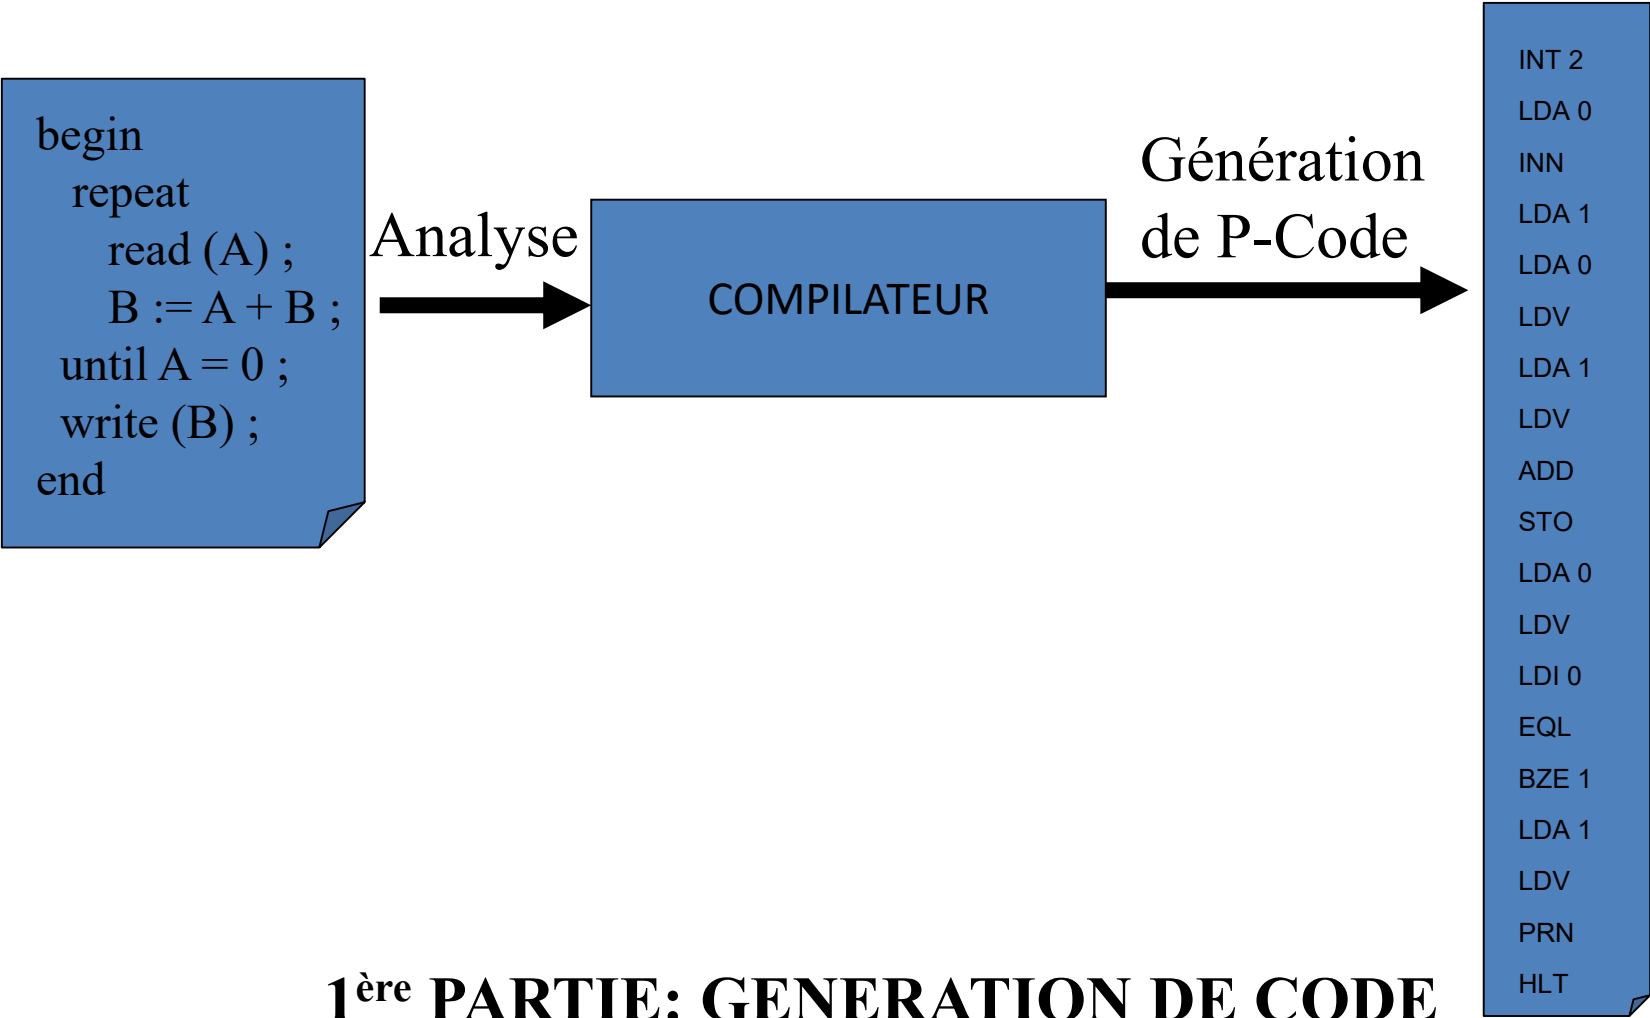 begin
repeat
read (A) ;
B := A + B ;
until A = 0 ;
write (B) ;
end
Analyse
COMPILATEUR
Génération
de P-Code
INT 2
LDA 0
INN
LDA 1
LDA 0
LDV
LDA 1
LDV
ADD
STO
LDA 0
LDV
LDI 0
EQL
BZE 1
LDA 1
LDV
PRN
HLT
1ère PARTIE: GENERATION DE CODE